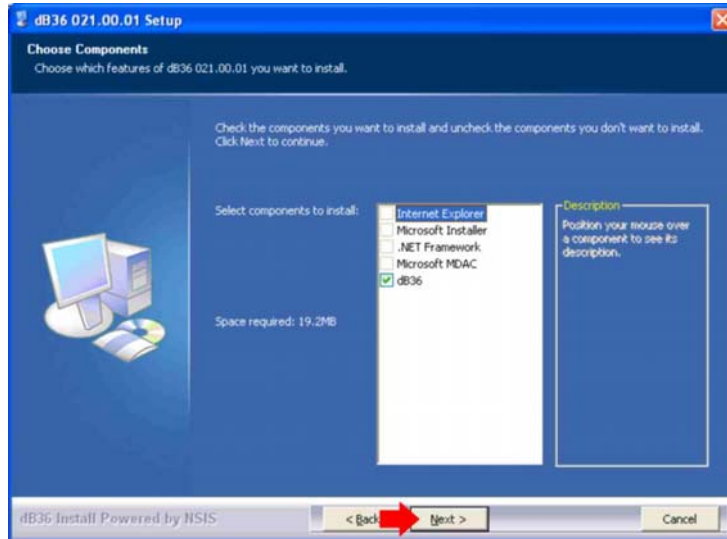 dB36 021.00.01 Setup
Choose Components
Choose which features of dB36 021.00.01 you want to install.
Check the components you want to install and uncheck the components you don't want to install.
Click Next to continue.
Select components to install:
Internet Explorer
Microsoft Installer
.NET Framework
Microsoft MDAC
dB36
Description
Position your mouse over
a component to see its
description.
Space required: 19.2MB
dB36 Install Powered by NSIS
< Back
Next >
Cancel